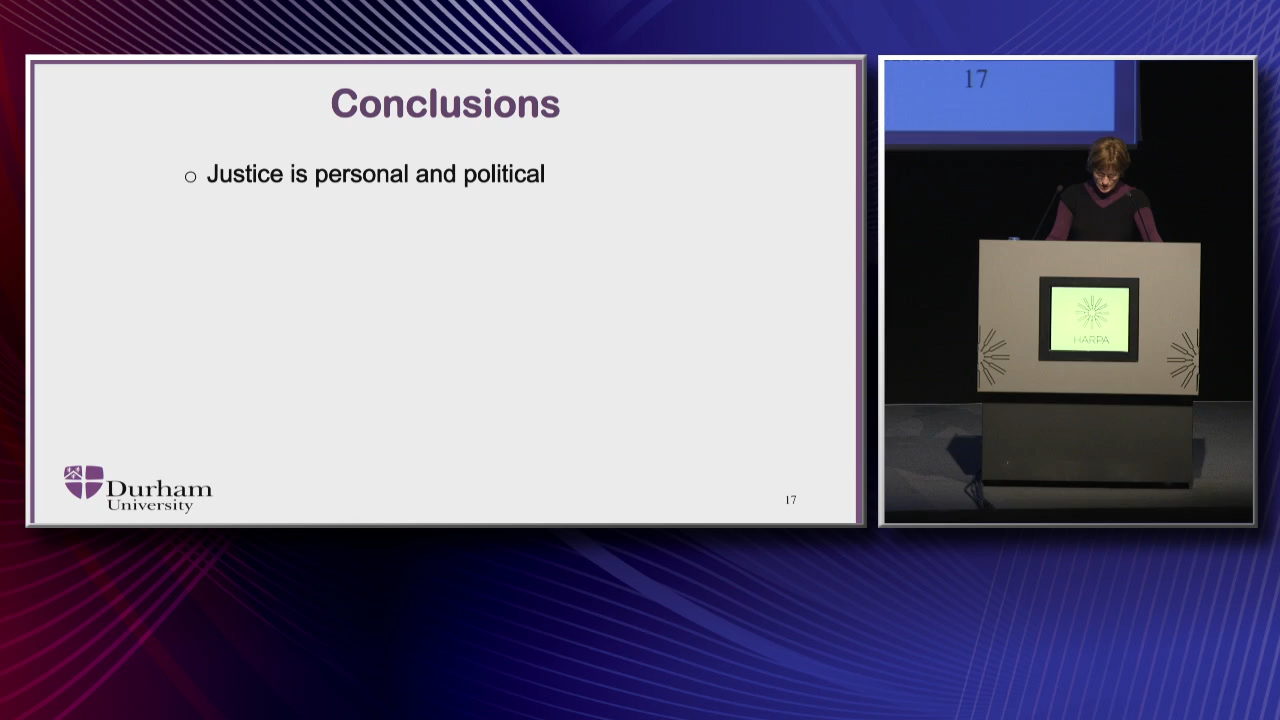 Conclusions
○ Justice is personal and political
Durham
University
17
17
HARPA